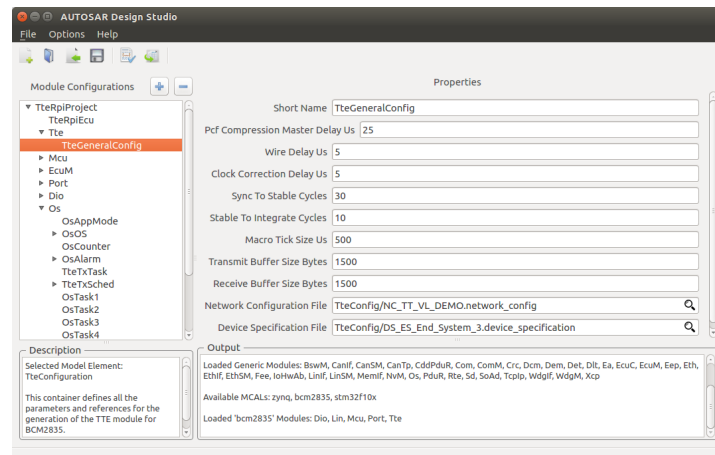 AUTOSAR Design Studio
File Options Help
Module Configurations
Properties
TteRpiProject
TteRpiEcu
Tte
TteGeneralConfig
Mcu
EcuM
Port
Dio
Os
OsAppMode
OsOS
OsCounter
OsAlarm
TteTxTask
TteTxSched
OsTask1
OsTask2
OsTask3
OsTask4
Short Name TteGeneralConfig
Pcf Compression Master Delay Us 25
Wire Delay Us 5
Clock Correction Delay Us 5
Sync To Stable Cycles 30
Stable To Integrate Cycles 10
Macro Tick Size Us 500
Transmit Buffer Size Bytes 1500
Receive Buffer Size Bytes 1500
Network Configuration File TteConfig/NC_TT_VL_DEMO.network_config
Device Specification File TteConfig/DS_ES_End_System_3.device_specification
Description
Selected Model Element:
TteConfiguration
This container defines all the
parameters and references for the
generation of the TTE module for
BCM2835.
Output
Loaded Generic Modules: BswM, CanIf, CanSM, CanTp, CddPduR, Com, ComM, Crc, Dcm, Dem, Det, Dlt, Ea, EcuC, EcuM, Eep, Eth,
EthIf, EthSM, Fee, IoHwAb, LinIf, LinSM, MemIf, NvM, Os, PduR, Rte, Sd, SoAd, TcpIp, WdgIf, WdgM, Xcp
Available MCALs: zynq, bcm2835, stm32f10x
Loaded 'bcm2835' Modules: Dio, Lin, Mcu, Port, Tte